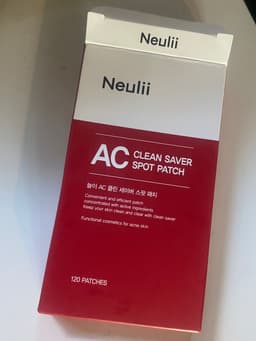 Neulii
Neulii
AC CLEAN SAVER
SPOT PATCH
늘이 AC 클린 세이버 스팟 패치
Convenient and efficient patch
concentrated with active ingredients
Keep your skin clean and clear with clean saver
Functional cosmetics for acne skin
120 PATCHES